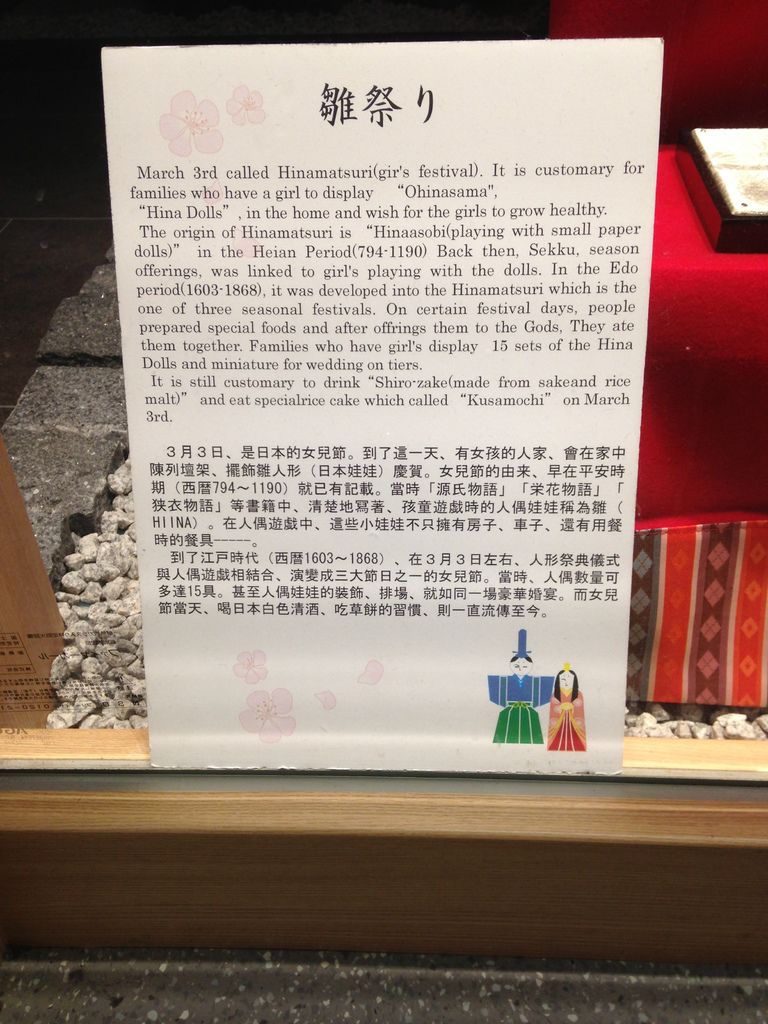 雛祭り
March 3rd called Hinamatsuri(gir's festival). It is customary for
families who have a girl to display “Ohinasama",
“Hina Dolls”, in the home and wish for the girls to grow healthy.
The origin of Hinamatsuri is “Hinaasobi(playing with small paper
dolls)” in the Heian Period(794-1190) Back then, Sekku, season
offerings, was linked to girl's playing with the dolls. In the Edo
period(1603-1868), it was developed into the Hinamatsuri which is the
one of three seasonal festivals. On certain festival days, people
prepared special foods and after offrings them to the Gods, They ate
them together. Families who have girl's display 15 sets of the Hina
Dolls and miniature for wedding on tiers.
It is still customary to drink “Shiro-zake(made from sakeand rice
malt)” and eat specialrice cake which called “Kusamochi” on March
3rd.
３月３日、是日本的女兒節。到了這一天、有女孩的人家、會在家中
陳列壇架、擺飾雛人形（日本娃娃）慶賀。女兒節的由来、早在平安時
期（西暦794～1190）就已有記載。當時「源氏物語」「栄花物語」「
狭衣物語」等書籍中、清楚地寫著、孩童遊戯時的人偶娃娃稱為雛（
HIINA）。在人偶遊戯中、這些小娃娃不只擁有房子、車子、還有用餐
時的餐具-----。
到了江戸時代（西暦1603～1868）、在３月３日左右、人形祭典儀式
與人偶遊戯相結合、演變成三大節日之一的女兒節。當時、人偶數量可
多達15具。甚至人偶娃娃的裝飾、排場、就如同一場豪華婚宴。而女兒
節當天、喝日本白色清酒、吃草餅的習慣、則一直流傳至今。